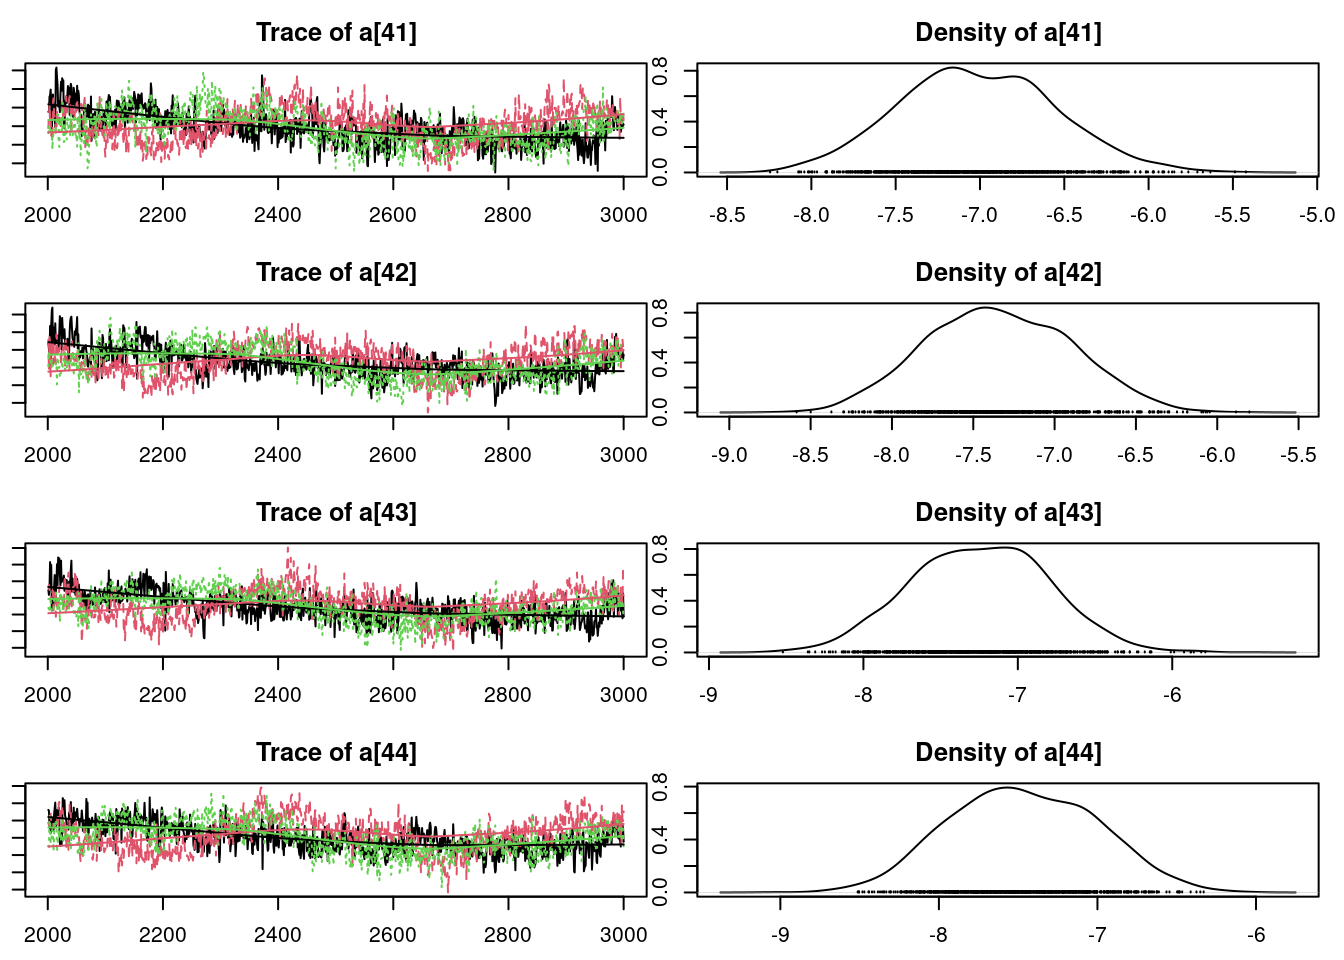 Trace of a[41] Density of a[41]
0.0 0.4 0.8
2000 2200 2400 2600 2800 3000 -8.5 -8.0 -7.5 -7.0 -6.5 -6.0 -5.5 -5.0
Trace of a[42] Density of a[42]
0.0 0.4 0.8
2000 2200 2400 2600 2800 3000 -9.0 -8.5 -8.0 -7.5 -7.0 -6.5 -6.0 -5.5
Trace of a[43] Density of a[43]
0.0 0.4 0.8
2000 2200 2400 2600 2800 3000 -9 -8 -7 -6
Trace of a[44] Density of a[44]
0.0 0.4 0.8
2000 2200 2400 2600 2800 3000 -9 -8 -7 -6